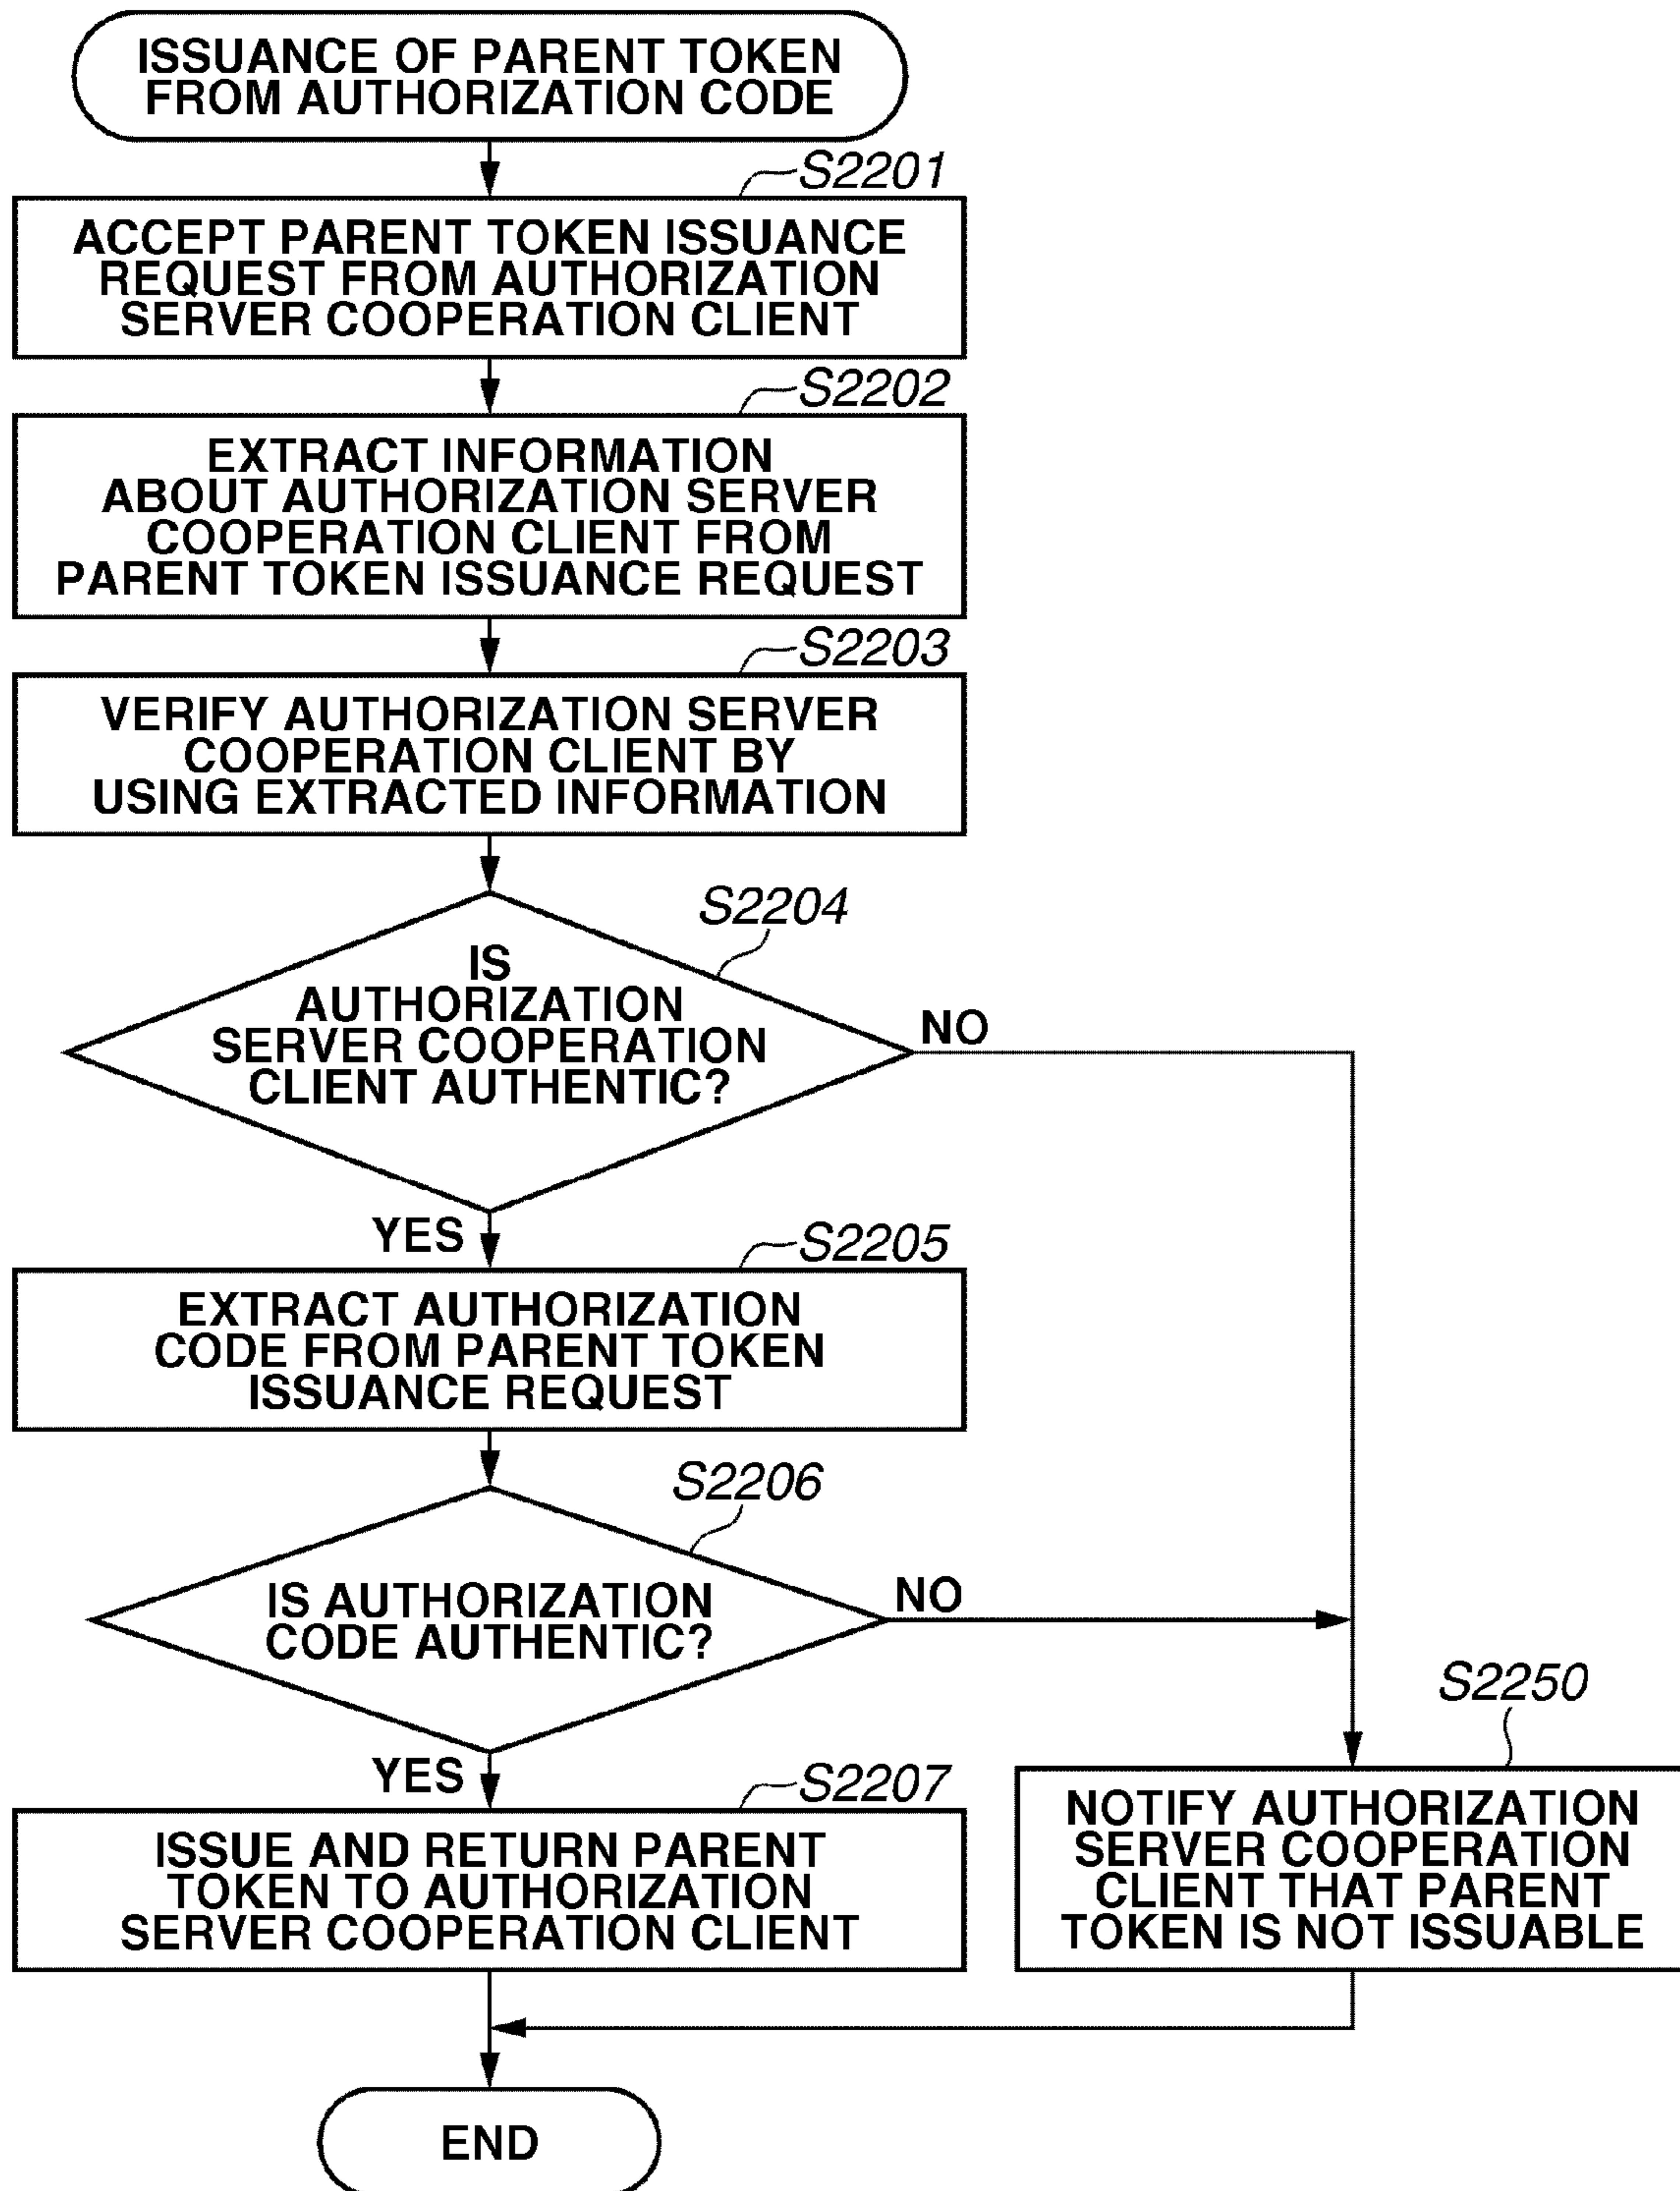 ISSUANCE OF PARENT TOKEN
FROM AUTHORIZATION CODE
S2201
ACCEPT PARENT TOKEN ISSUANCE
REQUEST FROM AUTHORIZATION
SERVER COOPERATION CLIENT
S2202
EXTRACT INFORMATION
ABOUT AUTHORIZATION SERVER
COOPERATION CLIENT FROM
PARENT TOKEN ISSUANCE REQUEST
S2203
VERIFY AUTHORIZATION SERVER
COOPERATION CLIENT BY
USING EXTRACTED INFORMATION
S2204
IS
AUTHORIZATION
SERVER COOPERATION
CLIENT AUTHENTIC?
NO
YES
S2205
EXTRACT AUTHORIZATION
CODE FROM PARENT TOKEN
ISSUANCE REQUEST
S2206
IS AUTHORIZATION
CODE AUTHENTIC?
NO
YES
S2207
ISSUE AND RETURN PARENT
TOKEN TO AUTHORIZATION
SERVER COOPERATION CLIENT
S2250
NOTIFY AUTHORIZATION
SERVER COOPERATION
CLIENT THAT PARENT
TOKEN IS NOT ISSUABLE
END